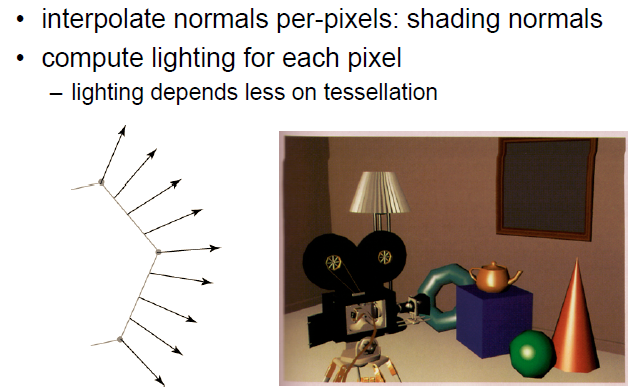 • interpolate normals per-pixels: shading normals
• compute lighting for each pixel
– lighting depends less on tessellation